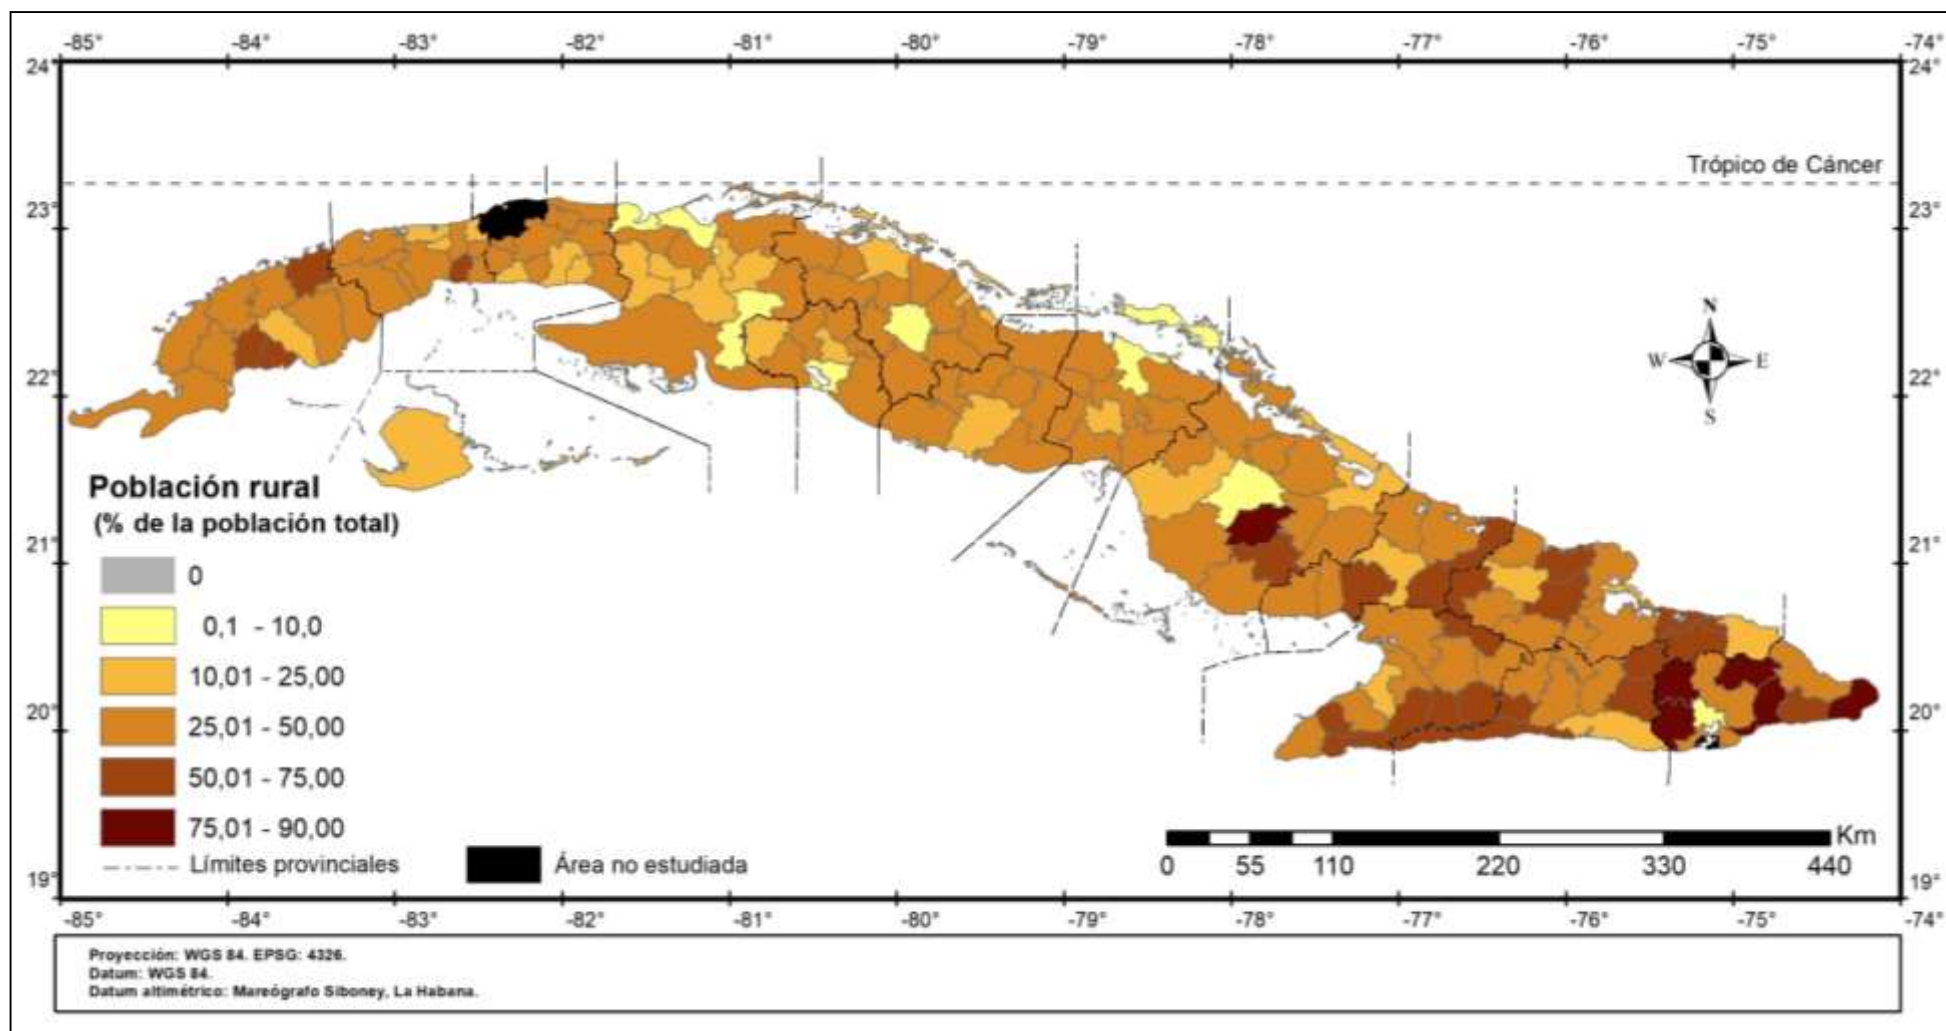 -85° -84° -83° -82° -81° -80° -79° -78° -77° -76° -75° -74°
24° 24°
Trópico de Cáncer
23° 23°
N
W E
S
22° 22°
Población rural
(% de la población total)
21° 21°
0
0,1 - 10,0
10,01 - 25,00
20° 20°
25,01 - 50,00
50,01 - 75,00
75,01 - 90,00
Km
Límites provinciales
Área no estudiada
0 55 110 220 330 440
19° 19°
-85° -84° -83° -82° -81° -80° -79° -78° -77° -76° -75° -74°
Proyección: WGS 84. EPSG: 4326.
Datum: WGS 84.
Datum altimétrico: Mareógrafo Siboney, La Habana.